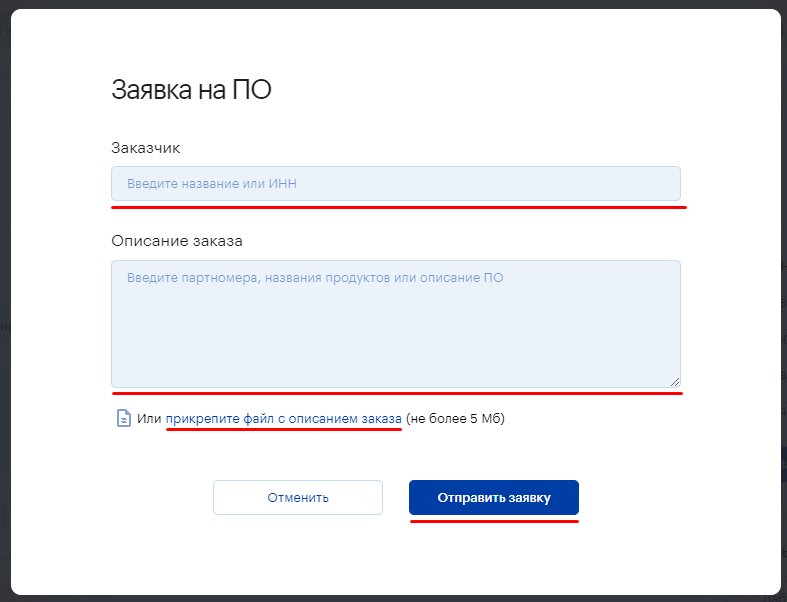 Заявка на ПО
Заказчик
Введите название или ИНН
Описание заказа
Введите партномера, названия продуктов или описание ПО
Или прикрепите файл с описанием заказа (не более 5 Мб)
Отменить Отправить заявку